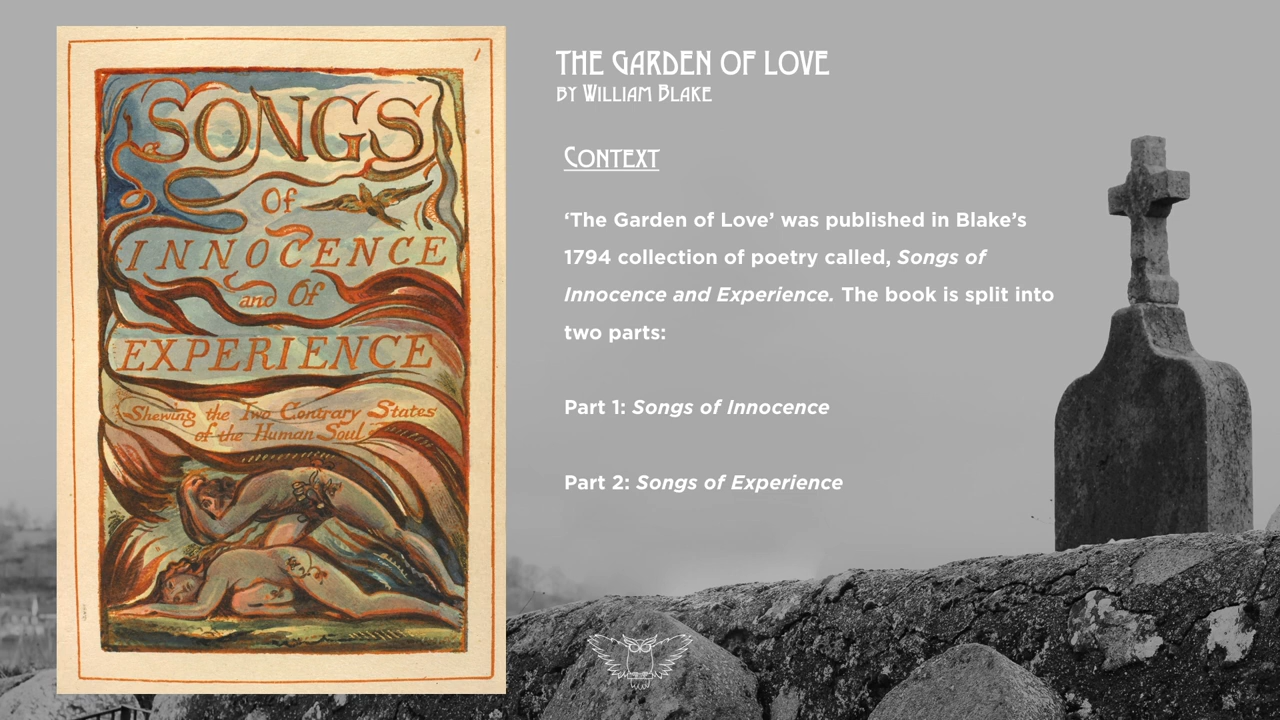 1
SONGS
Of
INNOCENCE
and Of
EXPERIENCE
Shewing the Two Contrary States
of the Human Soul
THE GARDEN OF LOVE
BY WILLIAM BLAKE
CONTEXT
‘The Garden of Love’ was published in Blake’s
1794 collection of poetry called, Songs of
Innocence and Experience. The book is split into
two parts:
Part 1: Songs of Innocence
Part 2: Songs of Experience